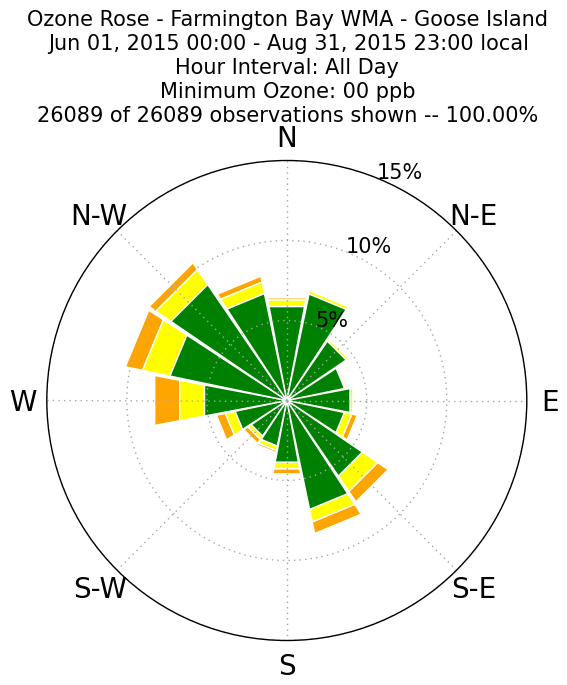 Ozone Rose - Farmington Bay WMA - Goose Island
Jun 01, 2015 00:00 - Aug 31, 2015 23:00 local
Hour Interval: All Day
Minimum Ozone: 00 ppb
26089 of 26089 observations shown -- 100.00%
N
15%
N-W
N-E
10%
5%
W
E
S-W
S-E
S